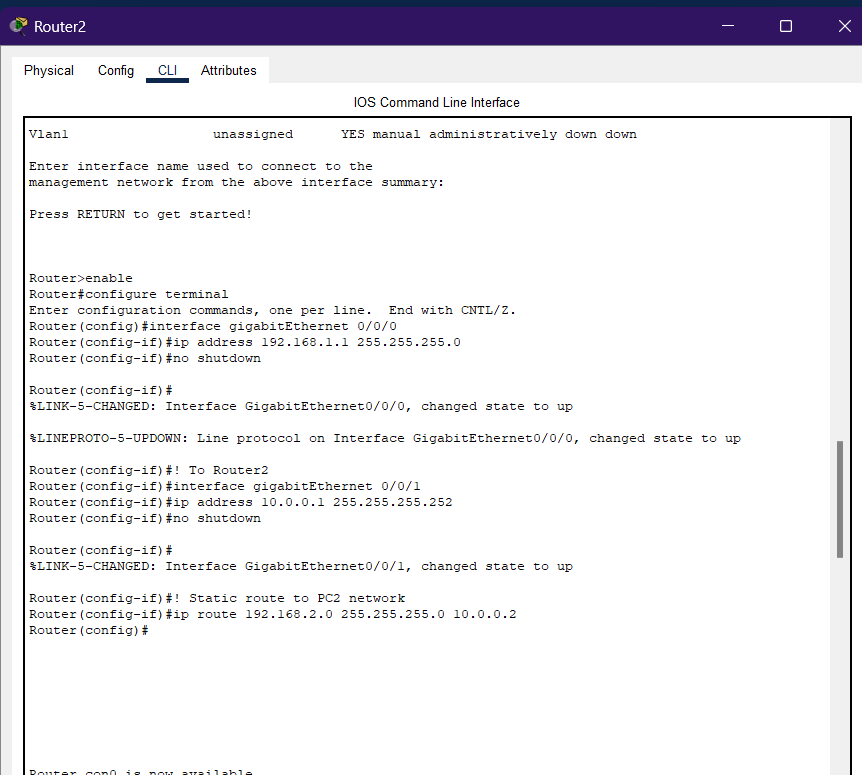 Router2
Physical Config CLI Attributes
IOS Command Line Interface
Vlan1 unassigned YES manual administratively down down
Enter interface name used to connect to the
management network from the above interface summary:
Press RETURN to get started!
Router>enable
Router#configure terminal
Enter configuration commands, one per line. End with CNTL/Z.
Router(config)#interface gigabitEthernet 0/0/0
Router(config-if)#ip address 192.168.1.1 255.255.255.0
Router(config-if)#no shutdown
Router(config-if)#
%LINK-5-CHANGED: Interface GigabitEthernet0/0/0, changed state to up
%LINEPROTO-5-UPDOWN: Line protocol on Interface GigabitEthernet0/0/0, changed state to up
Router(config-if)#! To Router2
Router(config-if)#interface gigabitEthernet 0/0/1
Router(config-if)#ip address 10.0.0.1 255.255.255.252
Router(config-if)#no shutdown
Router(config-if)#
%LINK-5-CHANGED: Interface GigabitEthernet0/0/1, changed state to up
Router(config-if)#! Static route to PC2 network
Router(config-if)#ip route 192.168.2.0 255.255.255.0 10.0.0.2
Router(config)#
Router con0 is now available